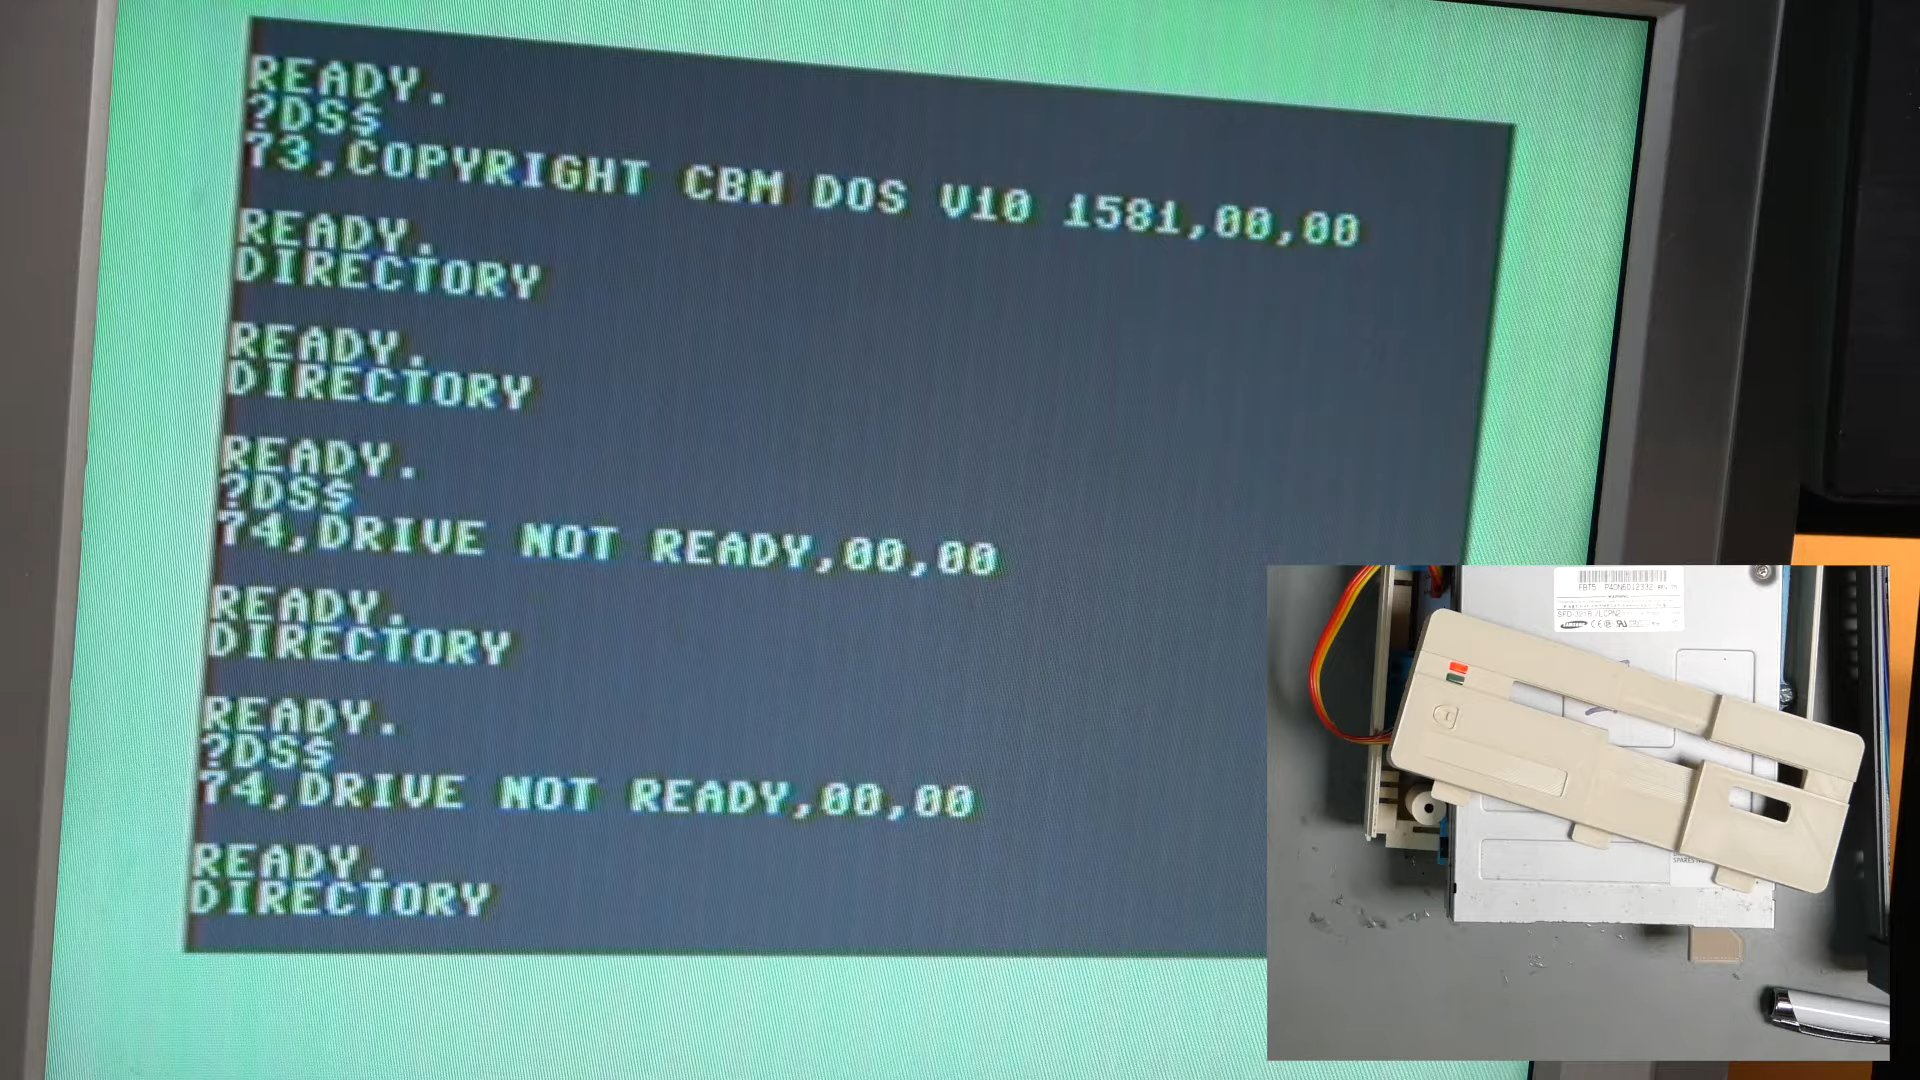 READY.
?DS$
73,COPYRIGHT CBM DOS V10 1581,00,00
READY.
DIRECTORY
READY.
DIRECTORY
READY.
?DS$
74,DRIVE NOT READY,00,00
READY.
DIRECTORY
READY.
?DS$
74,DRIVE NOT READY,00,00
READY.
DIRECTORY
SAMSUNG